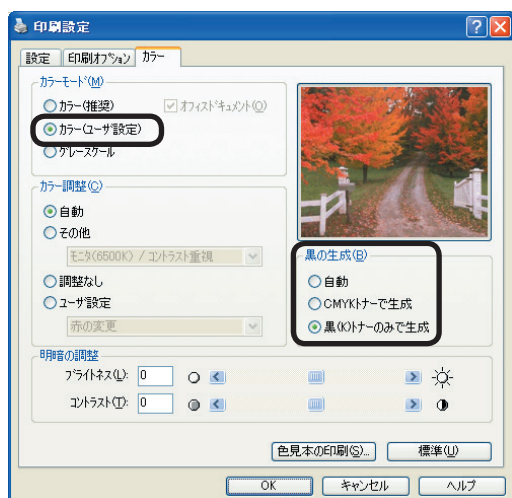 印刷設定
設定 印刷オプション カラー
カラーモード(M)
カラー(推奨) オフィスドキュメント(O)
カラー(ユーザ設定)
グレースケール
カラー調整(C)
自動
その他
モニタ(6500K) / コントラスト重視
調整なし
ユーザ設定
赤の変更
黒の生成(B)
自動
CMYKトナーで生成
黒(K)トナーのみで生成
明暗の調整
ブライトネス(L): 0
コントラスト(T): 0
色見本の印刷(S)... 標準(U)
OK キャンセル ヘルプ